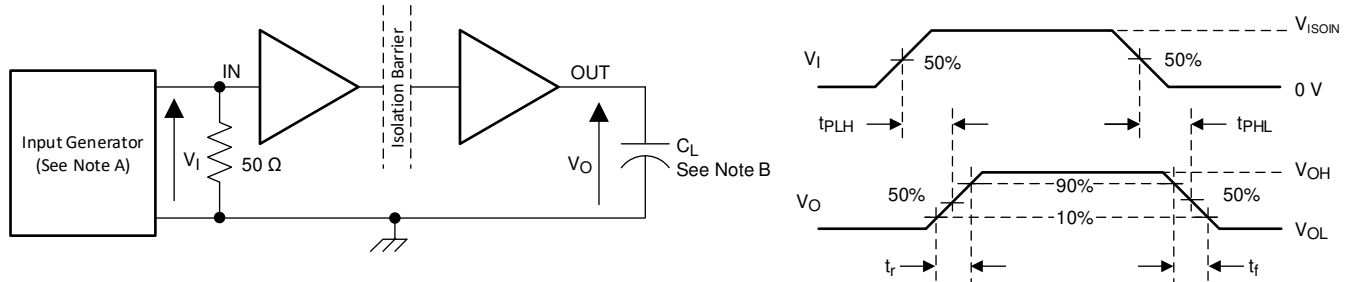 Input Generator
(See Note A)
IN
V_I
50 Ω
Isolation Barrier
OUT
V_O
C_L
See Note B
V_I
50%
50%
V_ISOIN
0 V
t_PLH
t_PHL
V_O
50%
90%
10%
50%
V_OH
V_OL
t_r
t_f